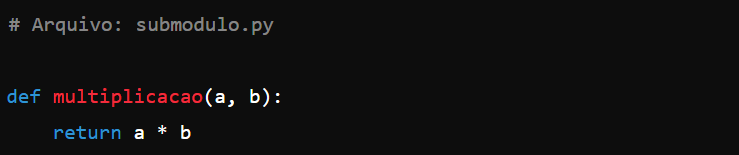 # Arquivo: submodulo.py
def multiplicacao(a, b):
    return a * b